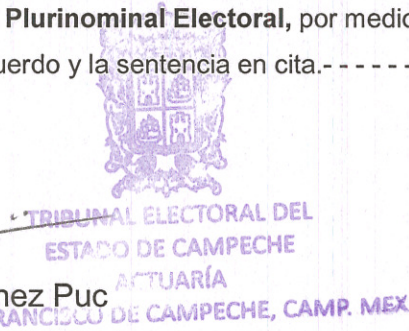 Plurinominal Electoral, por medio
uerdo y la sentencia en cita.- - - - - -
TRIBUNAL ELECTORAL DEL
ESTADO DE CAMPECHE
ACTUARÍA
nez Puc
RANCISCO DE CAMPECHE, CAMP. MEX